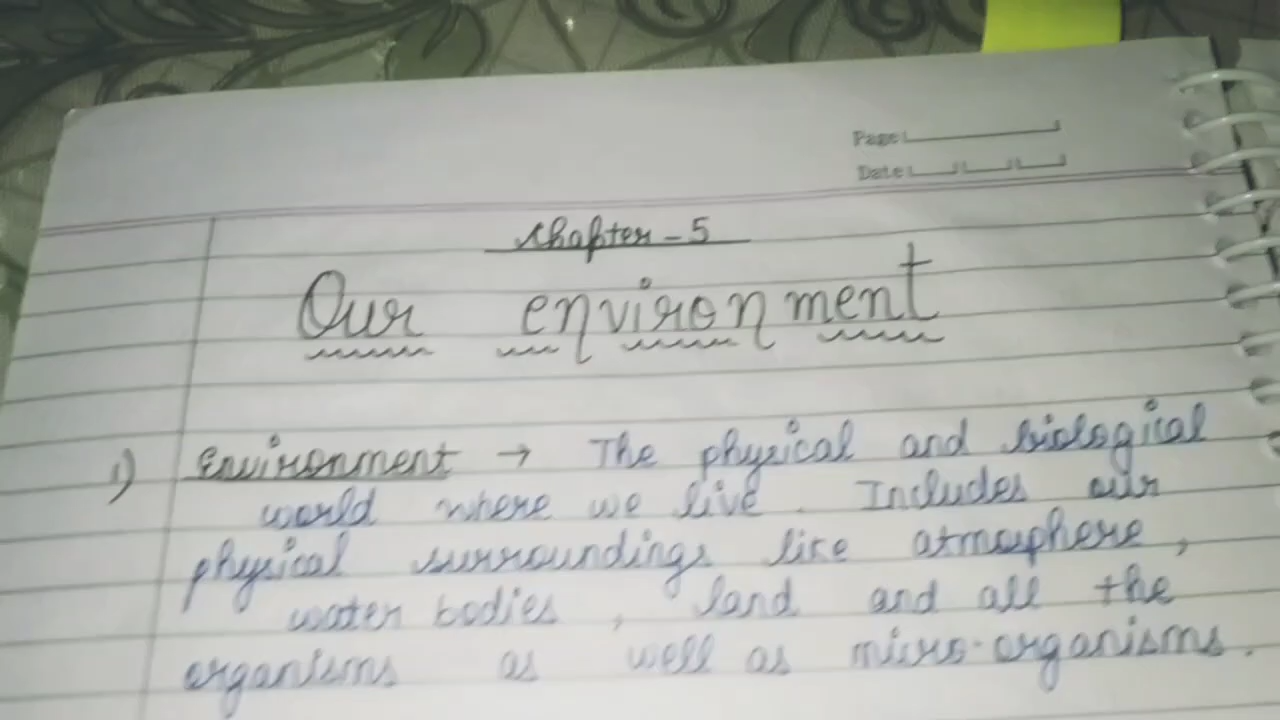 Page:
Date:
Chapter - 5
Our environment
1) Environment → The physical and biological
world where we live. Includes our
physical surroundings like atmosphere,
water bodies, land and all the
organisms as well as micro-organisms.